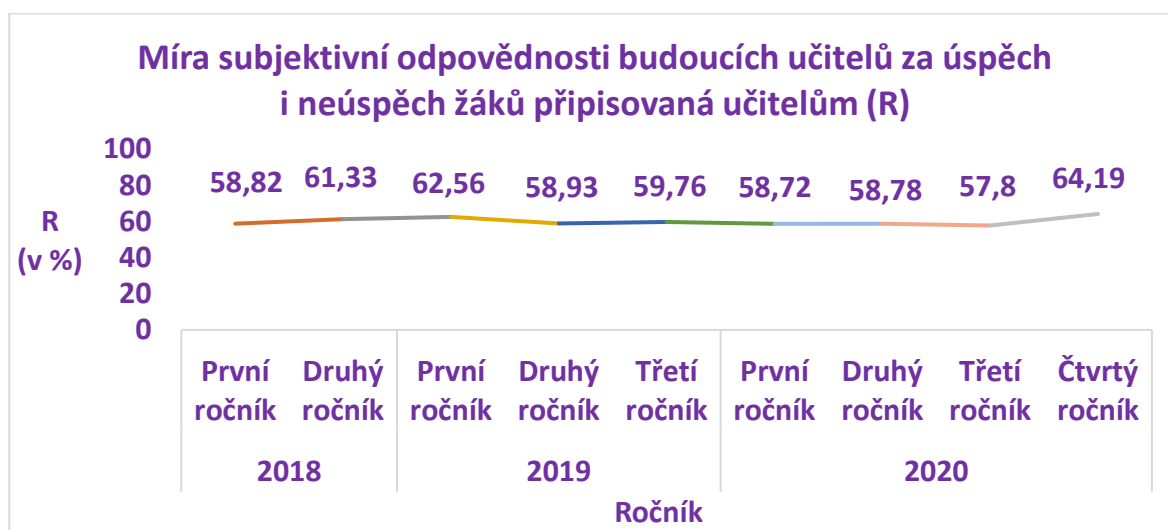 Míra subjektivní odpovědnosti budoucích učitelů za úspěch
i neúspěch žáků připisovaná učitelům (R)
100
80
60
40
20
0
R
(v %)
58,82 61,33 62,56 58,93 59,76 58,72 58,78 57,8 64,19
První Druhý První Druhý Třetí První Druhý Třetí Čtvrtý
ročník ročník ročník ročník ročník ročník ročník ročník ročník
2018 2019 2020
Ročník